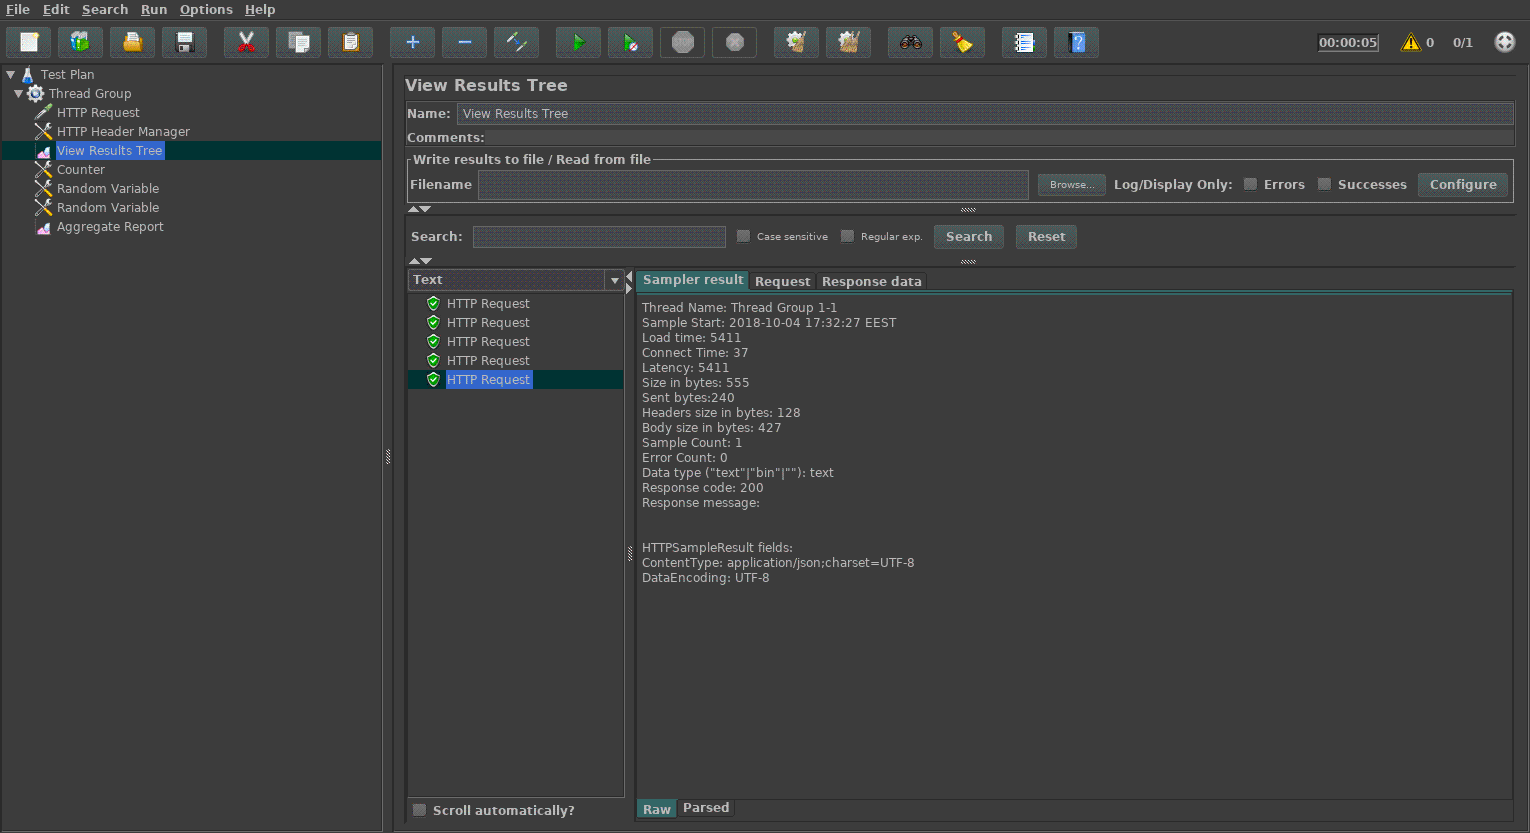 File Edit Search Run Options Help
00:00:05 0 0/1
Test Plan
Thread Group
HTTP Request
HTTP Header Manager
View Results Tree
Counter
Random Variable
Random Variable
Aggregate Report
View Results Tree
Name: View Results Tree
Comments:
Write results to file / Read from file
Filename Browse... Log/Display Only: Errors Successes Configure
Search: Case sensitive Regular exp. Search Reset
Text
HTTP Request
HTTP Request
HTTP Request
HTTP Request
HTTP Request
Scroll automatically?
Sampler result Request Response data
Thread Name: Thread Group 1-1
Sample Start: 2018-10-04 17:32:27 EEST
Load time: 5411
Connect Time: 37
Latency: 5411
Size in bytes: 555
Sent bytes:240
Headers size in bytes: 128
Body size in bytes: 427
Sample Count: 1
Error Count: 0
Data type ("text"|"bin"|""): text
Response code: 200
Response message:
HTTPSampleResult fields:
ContentType: application/json;charset=UTF-8
DataEncoding: UTF-8
Raw Parsed